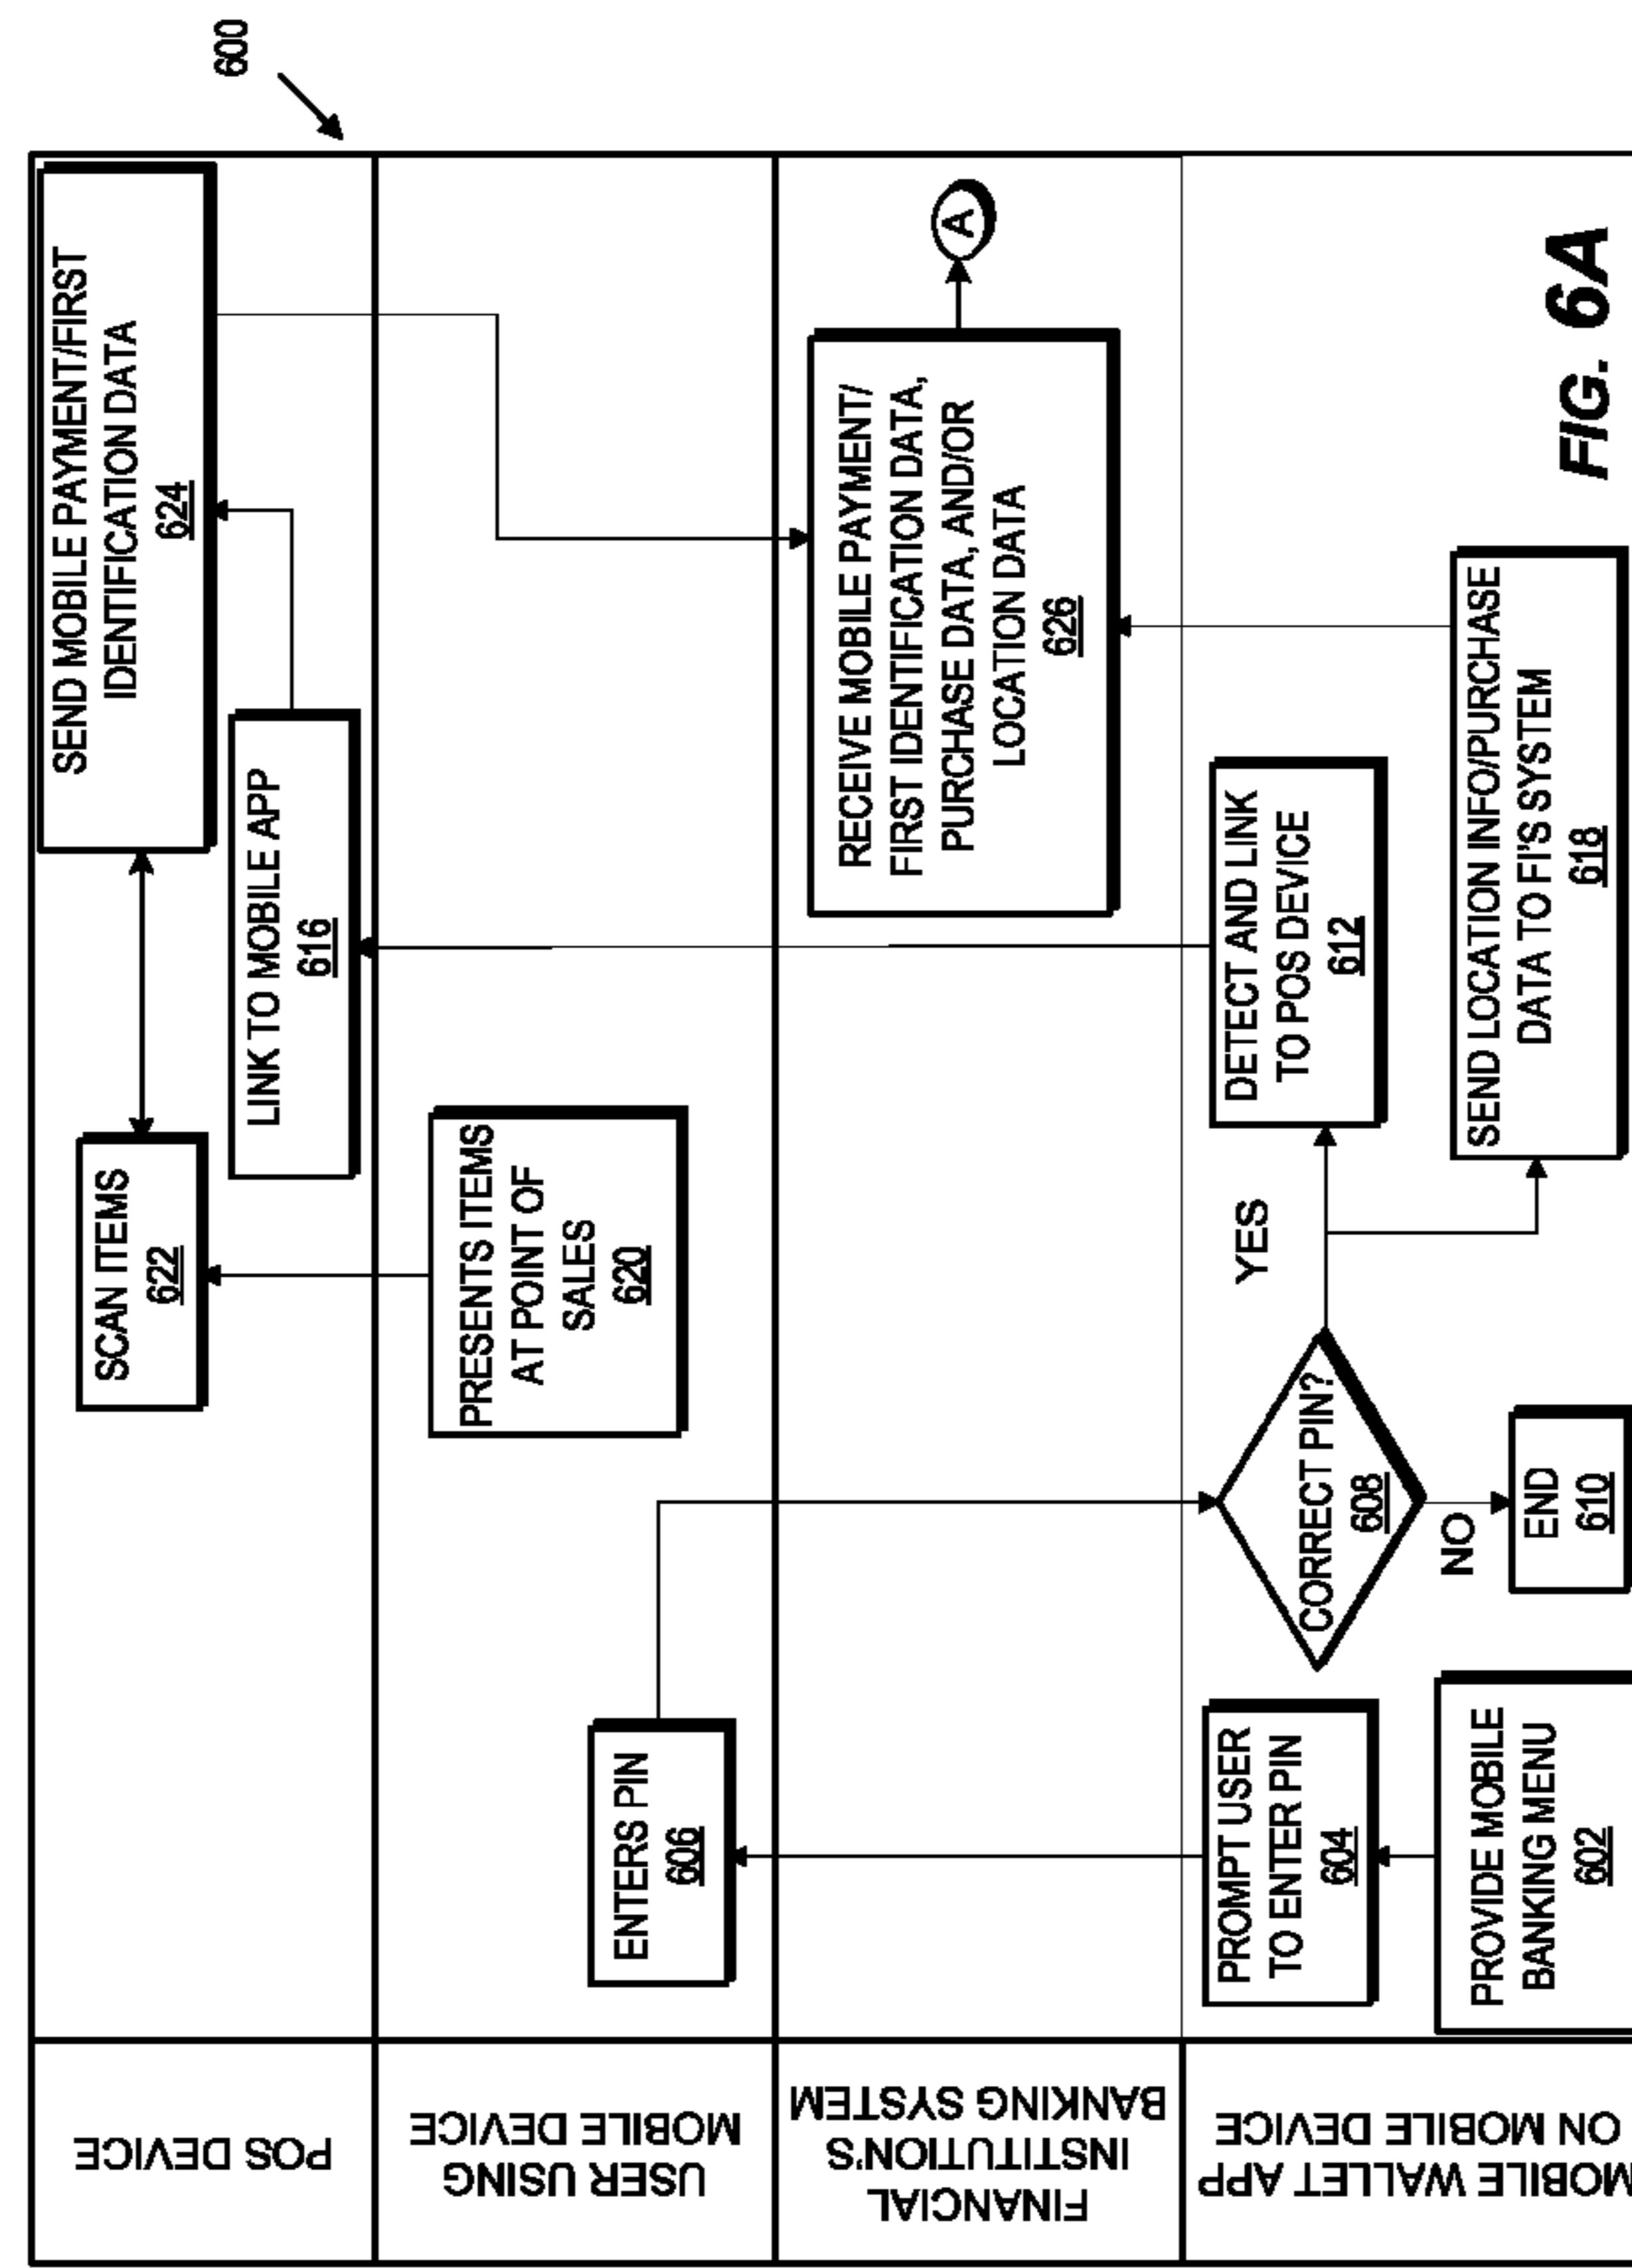 600
POS DEVICE
SCAN ITEMS
622
SEND MOBILE PAYMENT/FIRST
IDENTIFICATION DATA
624
LINK TO MOBILE APP
616
USER USING
MOBILE DEVICE
ENTERS PIN
606
PRESENTS ITEMS
AT POINT OF
SALES
620
FINANCIAL
INSTITUTION'S
BANKING SYSTEM
RECEIVE MOBILE PAYMENT/
FIRST IDENTIFICATION DATA,
PURCHASE DATA, AND/OR
LOCATION DATA
626
A
MOBILE WALLET APP
ON MOBILE DEVICE
PROMPT USER
TO ENTER PIN
604
PROVIDE MOBILE
BANKING MENU
602
CORRECT PIN?
608
YES
NO
END
610
DETECT AND LINK
TO POS DEVICE
612
SEND LOCATION INFO/PURCHASE
DATA TO FI'S SYSTEM
618
FIG. 6A